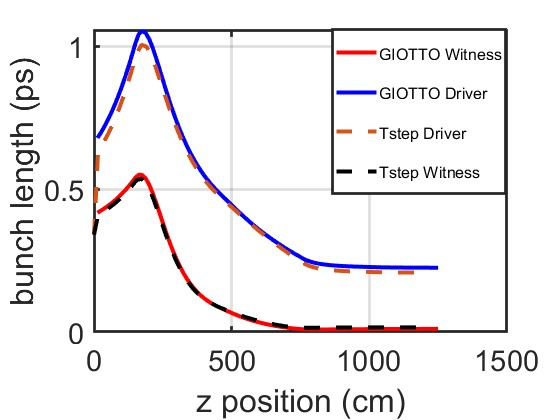 GIOTTO Witness
GIOTTO Driver
Tstep Driver
Tstep Witness
1
0.5
0
0 500 1000 1500
z position (cm)
bunch length (ps)